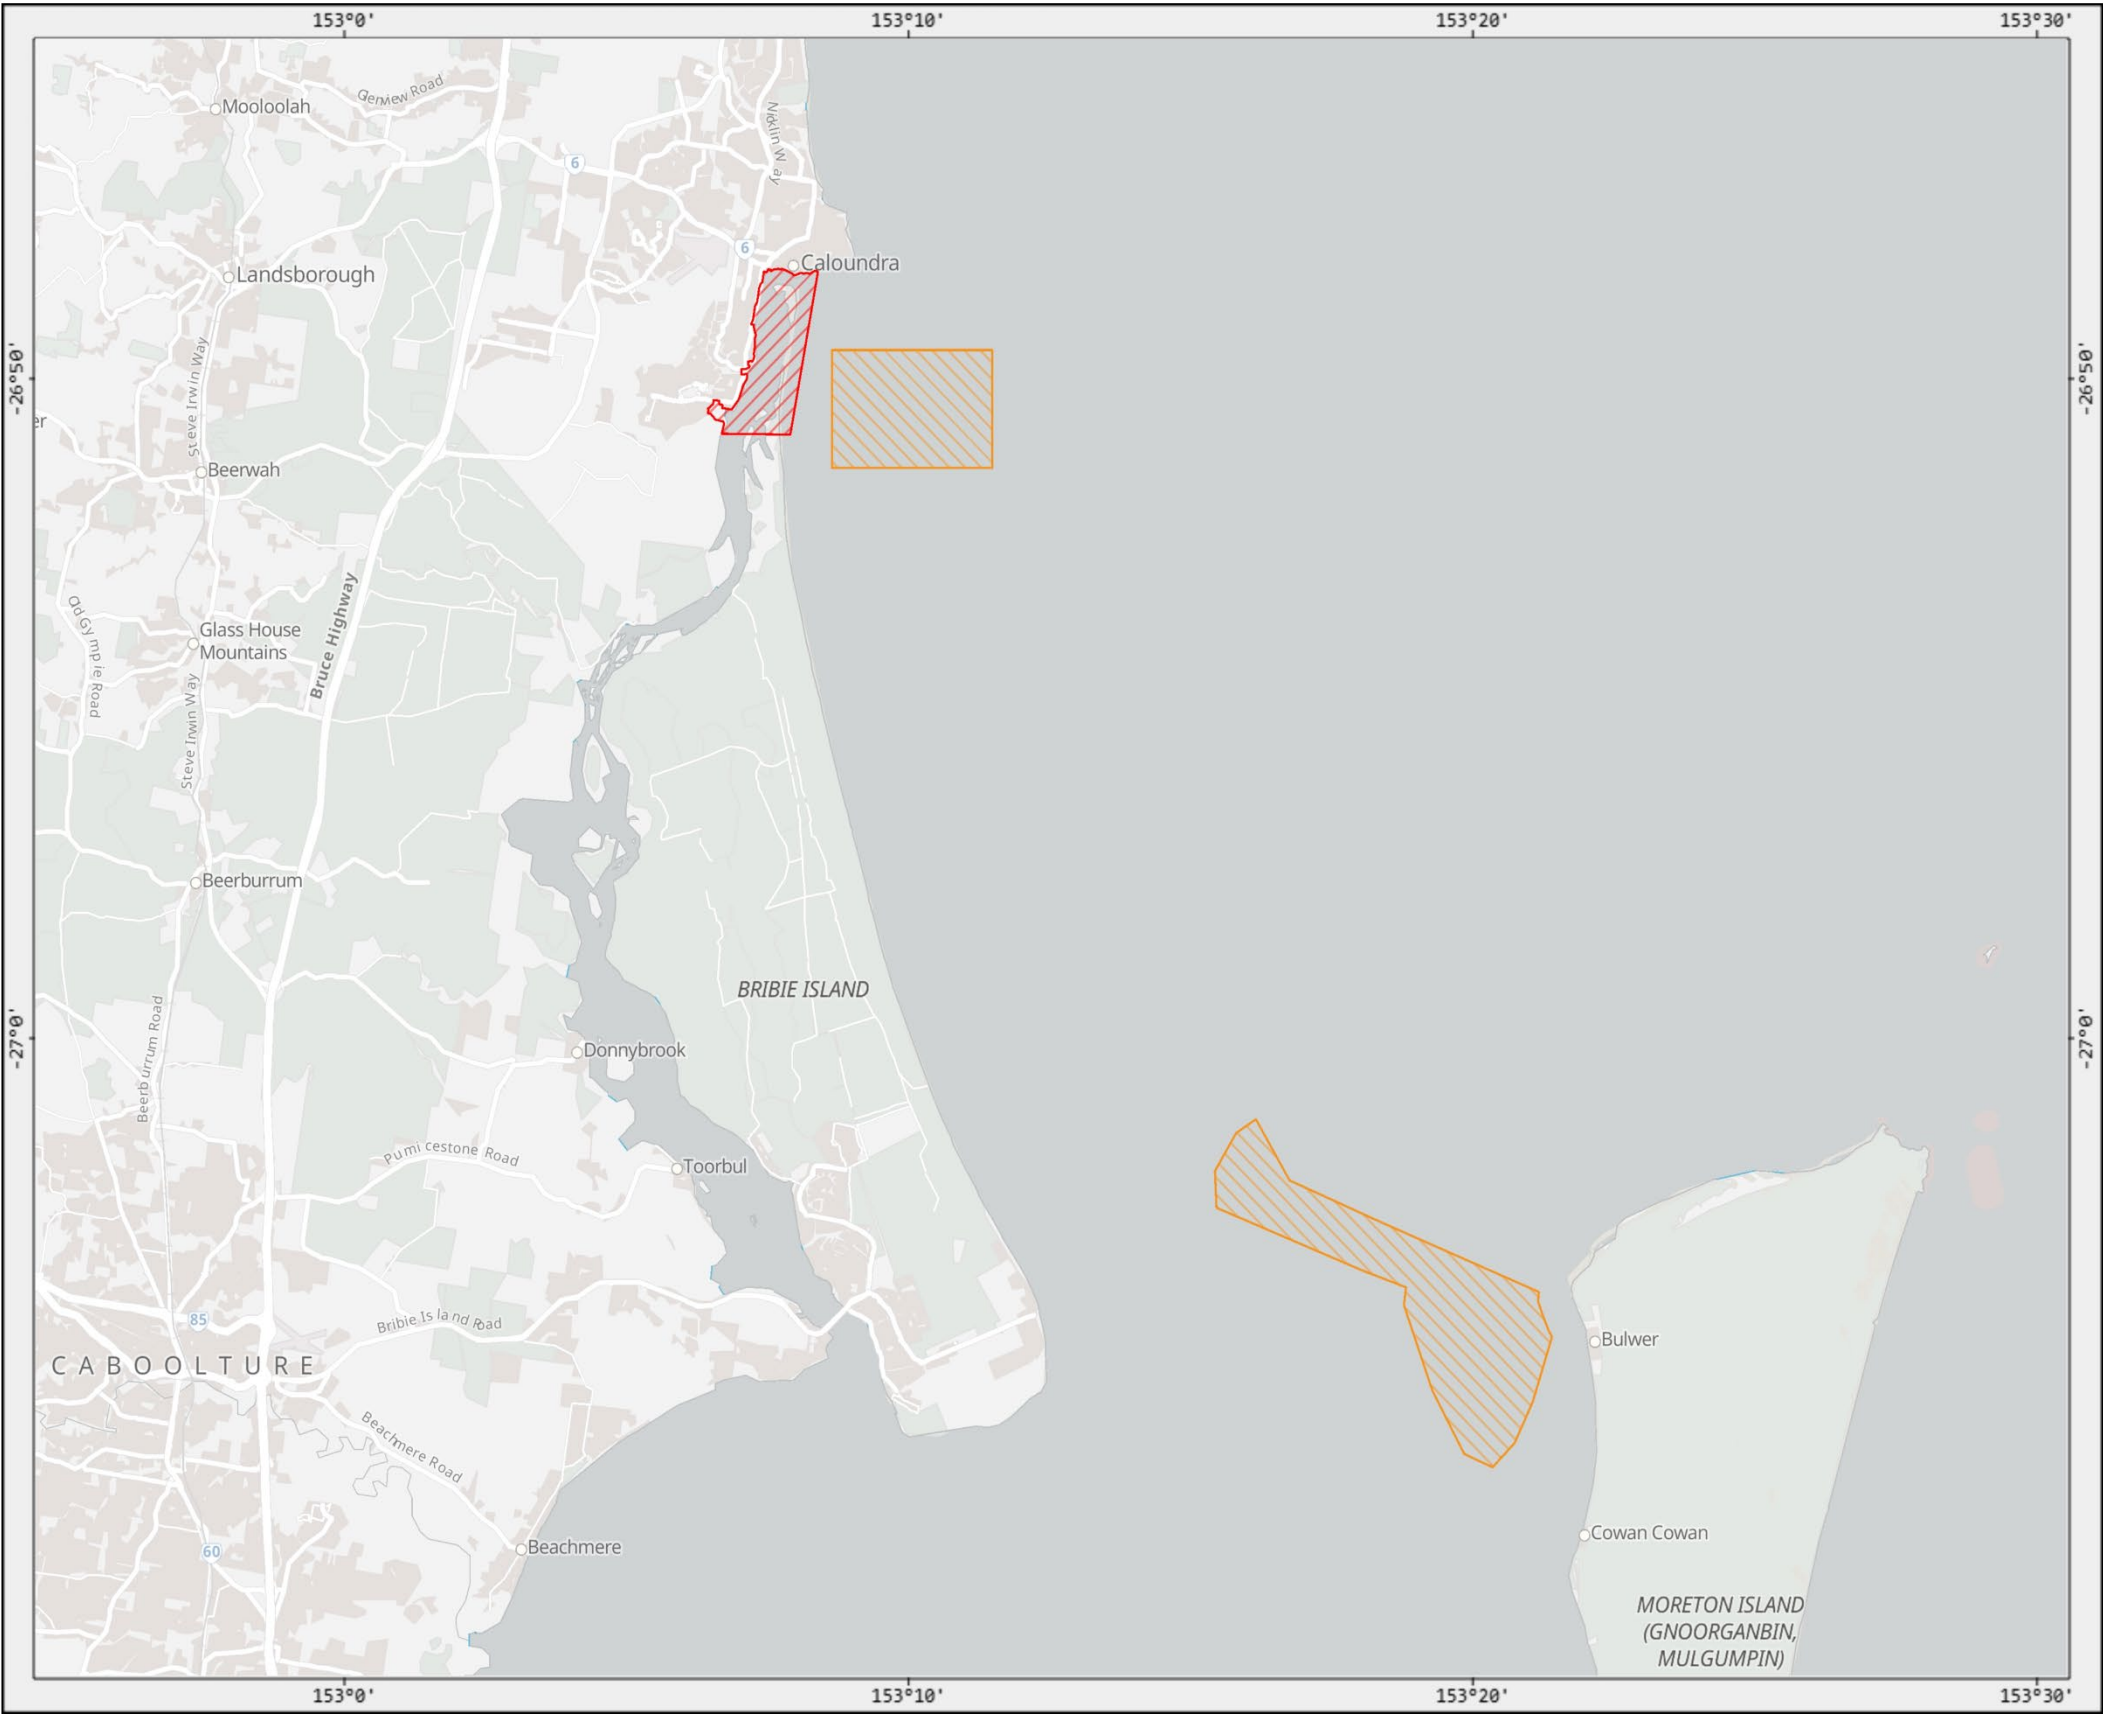 153°0'
153°10'
153°20'
153°30'
Mooloolah
Glenview Road
Nicklin Way
6
6
Caloundra
Landsborough
-26°50'
-26°50'
Steve Irwin Way
er
Beerwah
Bruce Highway
Old Gympie Road
Glass House
Mountains
Steve Irwin Way
Beerburrum
BRIBIE ISLAND
-27°0'
-27°0'
Beerburrum Road
Donnybrook
Pumicestone Road
Toorbul
85
Bribie Island Road
Bulwer
CABOOLTURE
Beachmere Road
60
Beachmere
Cowan Cowan
MORETON ISLAND
(GNOORGANBIN,
MULGUMPIN)
153°0'
153°10'
153°20'
153°30'